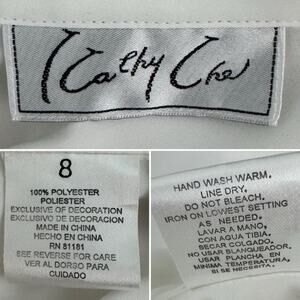 Kathy Che
8
100% POLYESTER
POLIESTER
EXCLUSIVE OF DECORATION
EXCLUSIVO DE DECORACION
MADE IN CHINA
HECHO EN CHINA
RN 81161
SEE REVERSE FOR CARE
VER AL DORSO PARA
CUIDADO
HAND WASH WARM.
LINE DRY.
DO NOT BLEACH.
IRON ON LOWEST SETTING
AS NEEDED.
LAVAR A MANO,
CON AGUA TIBIA.
SECAR COLGADO.
NO USAR BLANQUEADOR.
PLANCHAR EN
MINIMA TEMPERATURA,
SI SE NECESITA.